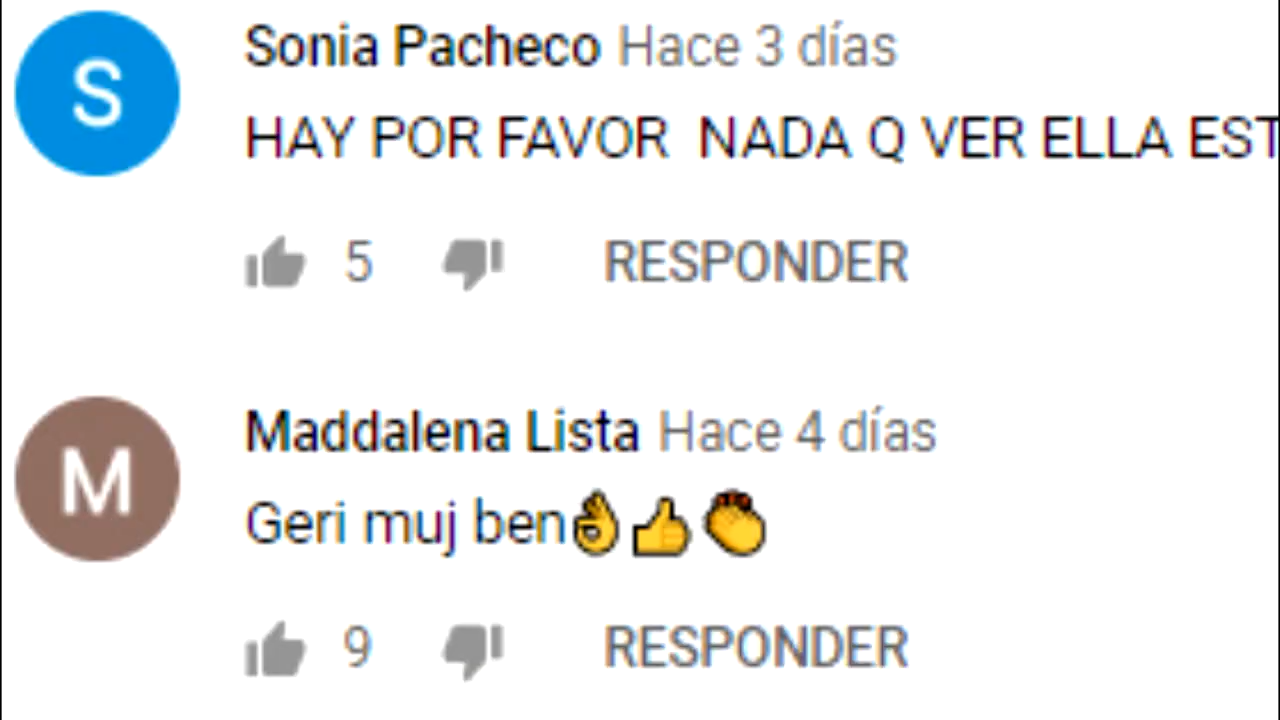 S
Sonia Pacheco Hace 3 días
HAY POR FAVOR NADA Q VER ELLA EST
5 RESPONDER
M
Maddalena Lista Hace 4 días
Geri muj ben👌👍👏
9 RESPONDER